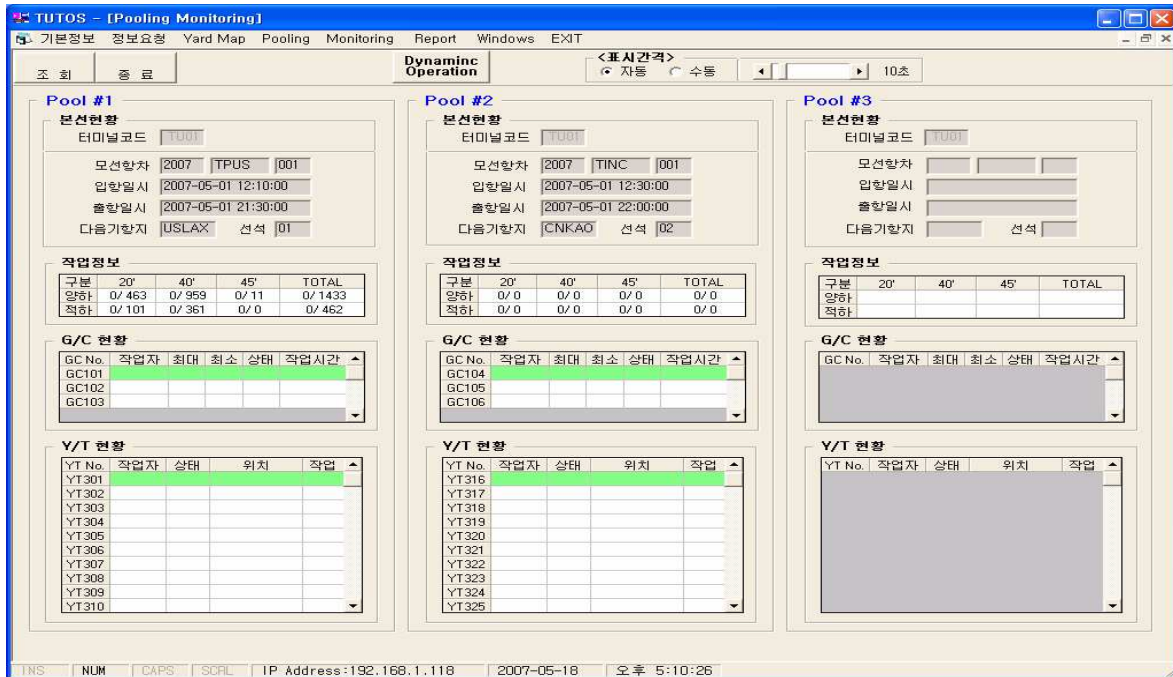 TUTOS - [Pooling Monitoring]
기본정보 정보요청 Yard Map Pooling Monitoring Report Windows EXIT
조 회 종 료 Dynaminc Operation <표시간격> 자동 수동 10초
Pool #1
본선현황
터미널코드 TU01
모선항차 2007 TPUS 001
입항일시 2007-05-01 12:10:00
출항일시 2007-05-01 21:30:00
다음기항지 USLAX 선석 01
작업정보
구분 20' 40' 45' TOTAL
양하 0/ 463 0/ 959 0/ 11 0/ 1433
적하 0/ 101 0/ 361 0/ 0 0/ 462
G/C 현황
GC No. 작업자 최대 최소 상태 작업시간
GC101
GC102
GC103
Y/T 현황
YT No. 작업자 상태 위치 작업
YT301
YT302
YT303
YT304
YT305
YT306
YT307
YT308
YT309
YT310
Pool #2
본선현황
터미널코드 TU01
모선항차 2007 TINC 001
입항일시 2007-05-01 12:30:00
출항일시 2007-05-01 22:00:00
다음기항지 CNKAO 선석 02
작업정보
구분 20' 40' 45' TOTAL
양하 0/ 0 0/ 0 0/ 0 0/ 0
적하 0/ 0 0/ 0 0/ 0 0/ 0
G/C 현황
GC No. 작업자 최대 최소 상태 작업시간
GC104
GC105
GC106
Y/T 현황
YT No. 작업자 상태 위치 작업
YT316
YT317
YT318
YT319
YT320
YT321
YT322
YT323
YT324
YT325
Pool #3
본선현황
터미널코드 TU01
모선항차
입항일시
출항일시
다음기항지 선석
작업정보
구분 20' 40' 45' TOTAL
양하
적하
G/C 현황
GC No. 작업자 최대 최소 상태 작업시간
Y/T 현황
YT No. 작업자 상태 위치 작업
INS NUM CAPS SCRL IP Address:192.168.1.118 2007-05-18 오후 5:10:26